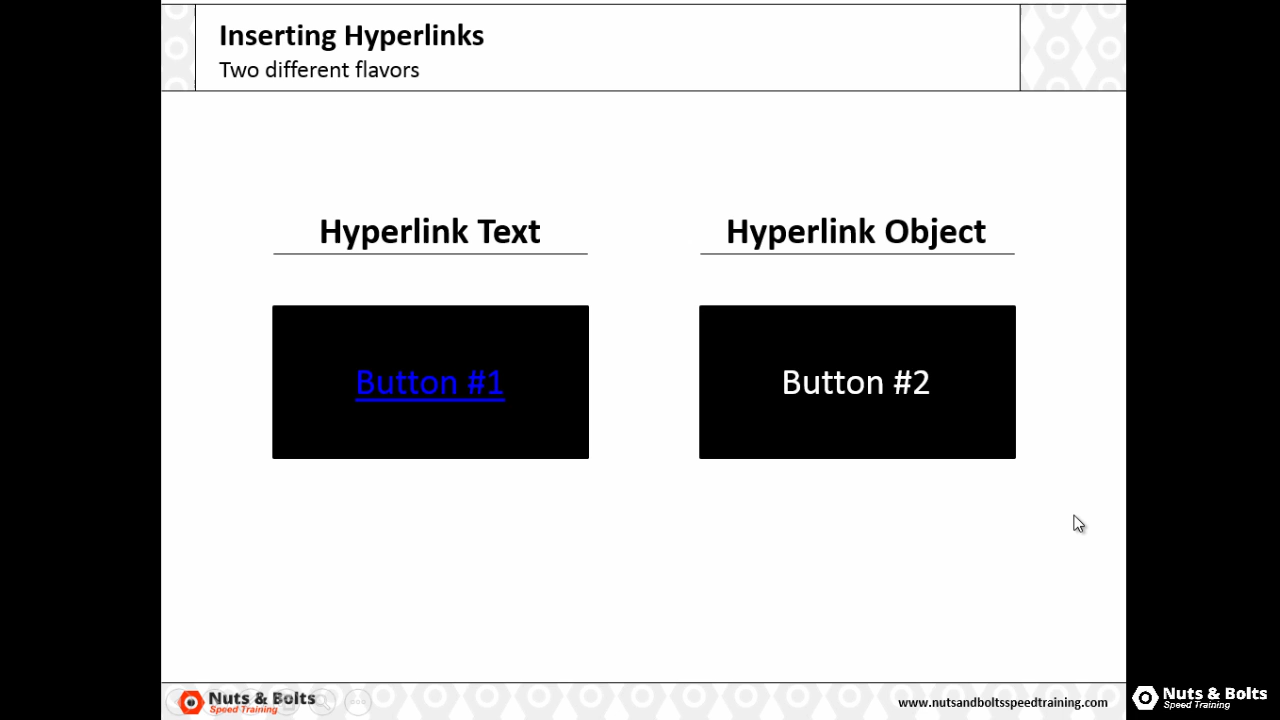 Inserting Hyperlinks
Two different flavors
Hyperlink Text
Hyperlink Object
Button #1
Button #2
Nuts & Bolts
Speed Training
www.nutsandboltsspeedtraining.com
Nuts & Bolts
Speed Training